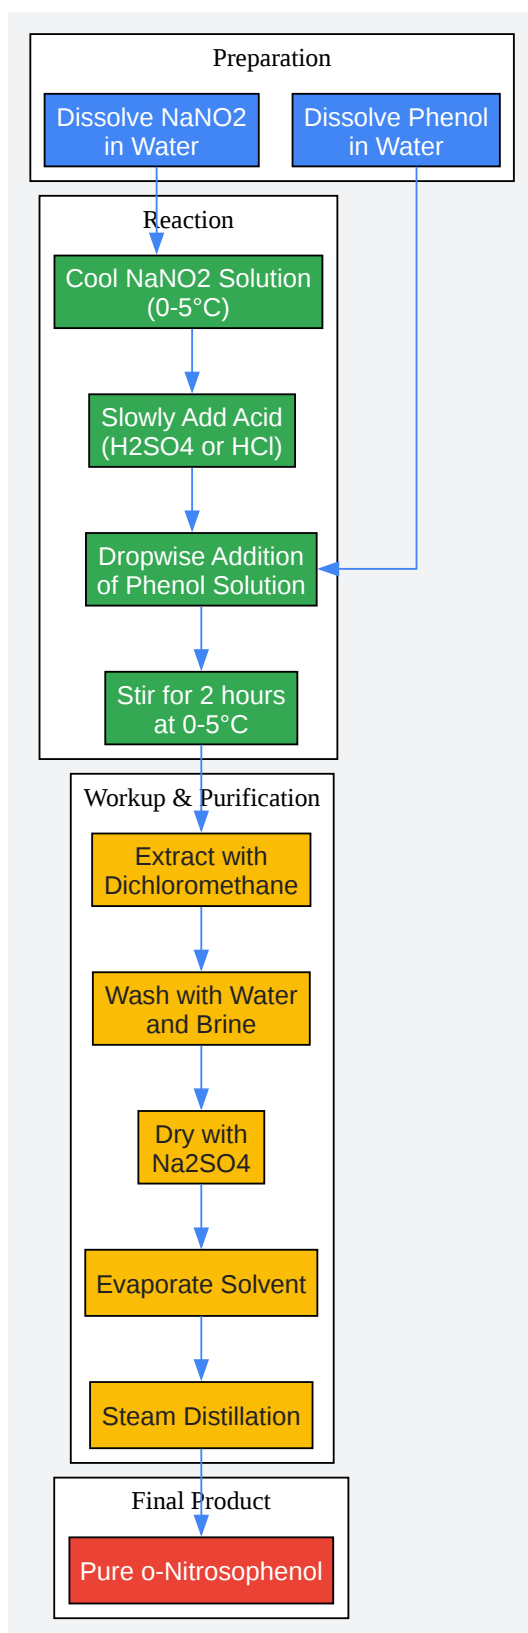 Preparation
Dissolve NaNO2
in Water
Dissolve Phenol
in Water
Reaction
Cool NaNO2 Solution
(0-5°C)
Slowly Add Acid
(H2SO4 or HCl)
Dropwise Addition
of Phenol Solution
Stir for 2 hours
at 0-5°C
Workup & Purification
Extract with
Dichloromethane
Wash with Water
and Brine
Dry with
Na2SO4
Evaporate Solvent
Steam Distillation
Final Product
Pure o-Nitrosophenol